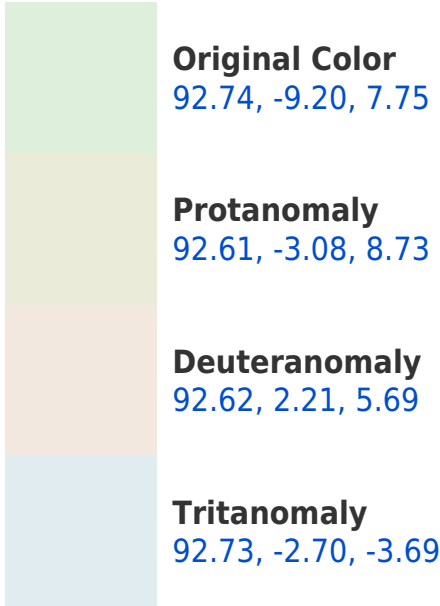 Original Color
92.74, -9.20, 7.75
Protanomaly
92.61, -3.08, 8.73
Deuteranomaly
92.62, 2.21, 5.69
Tritanomaly
92.73, -2.70, -3.69